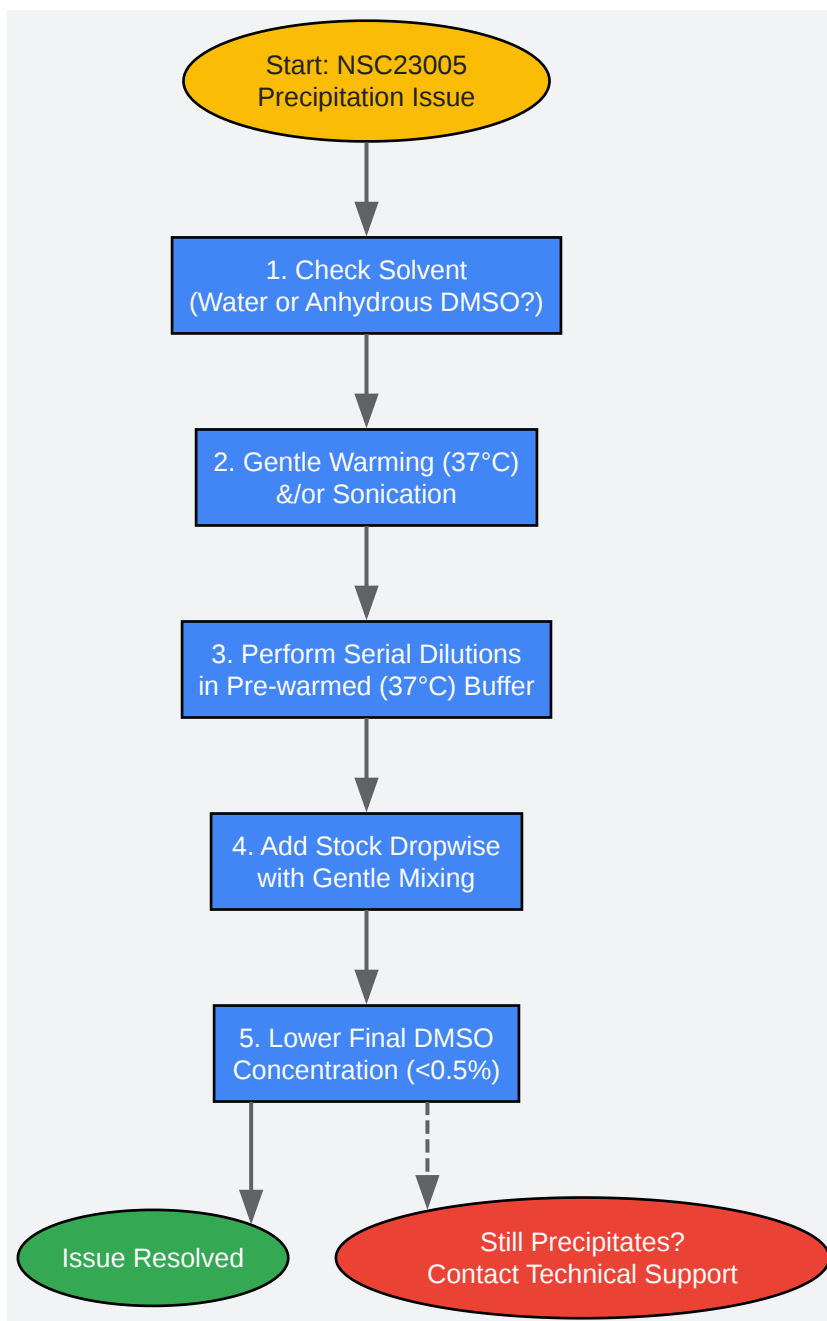 Start: NSC23005
Precipitation Issue
1. Check Solvent
(Water or Anhydrous DMSO?)
2. Gentle Warming (37°C)
&/or Sonication
3. Perform Serial Dilutions
in Pre-warmed (37°C) Buffer
4. Add Stock Dropwise
with Gentle Mixing
5. Lower Final DMSO
Concentration (<0.5%)
Issue Resolved
Still Precipitates?
Contact Technical Support